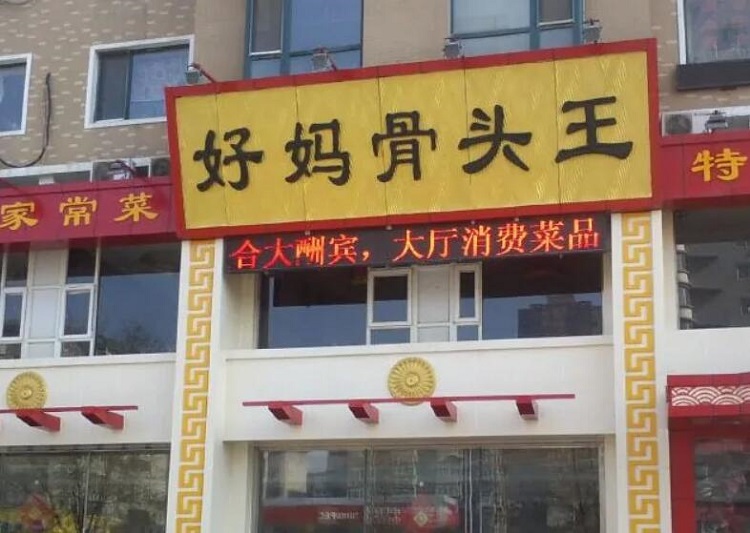 好妈骨头王
家常菜
特
合大酬宾，大厅消费菜品